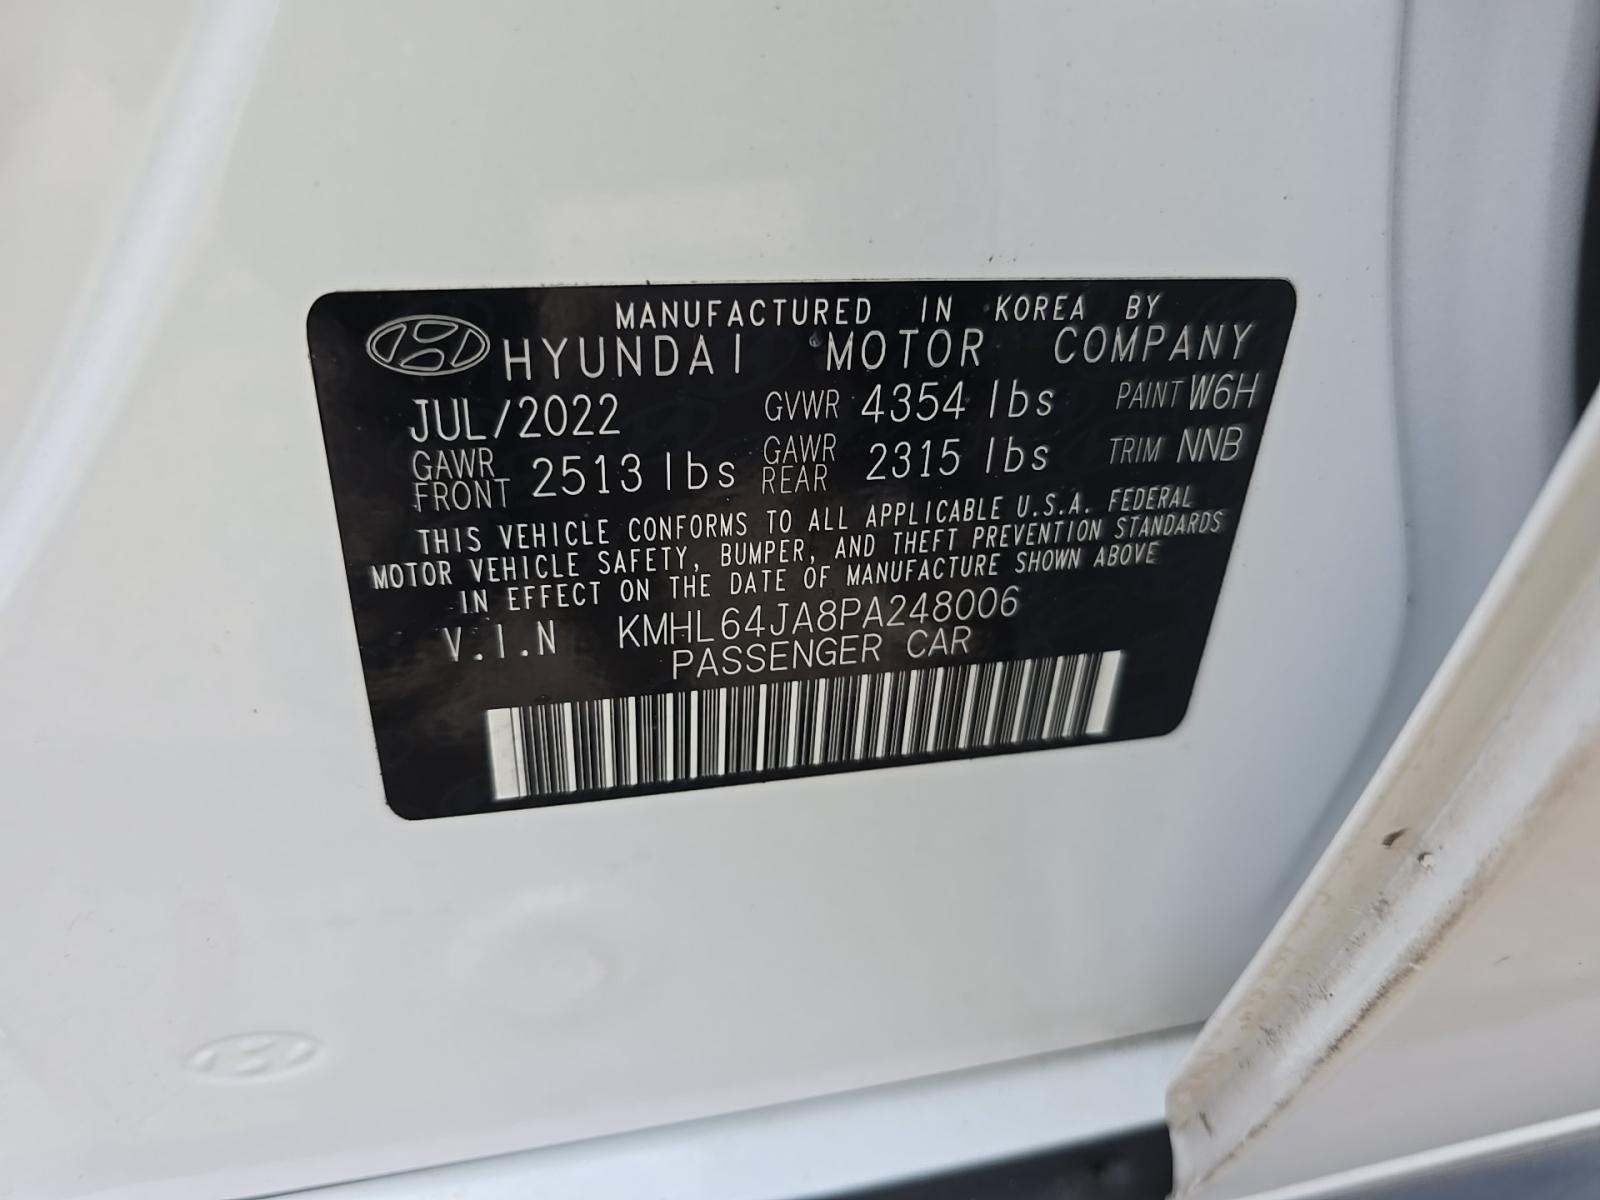 MANUFACTURED IN KOREA BY
HYUNDAI MOTOR COMPANY
JUL/2022 GVWR 4354 lbs PAINT W6H
GAWR FRONT 2513 lbs GAWR REAR 2315 lbs TRIM NNB
THIS VEHICLE CONFORMS TO ALL APPLICABLE U.S.A. FEDERAL
MOTOR VEHICLE SAFETY, BUMPER, AND THEFT PREVENTION STANDARDS
IN EFFECT ON THE DATE OF MANUFACTURE SHOWN ABOVE
V.I.N KMHL64JA8PA248006
PASSENGER CAR